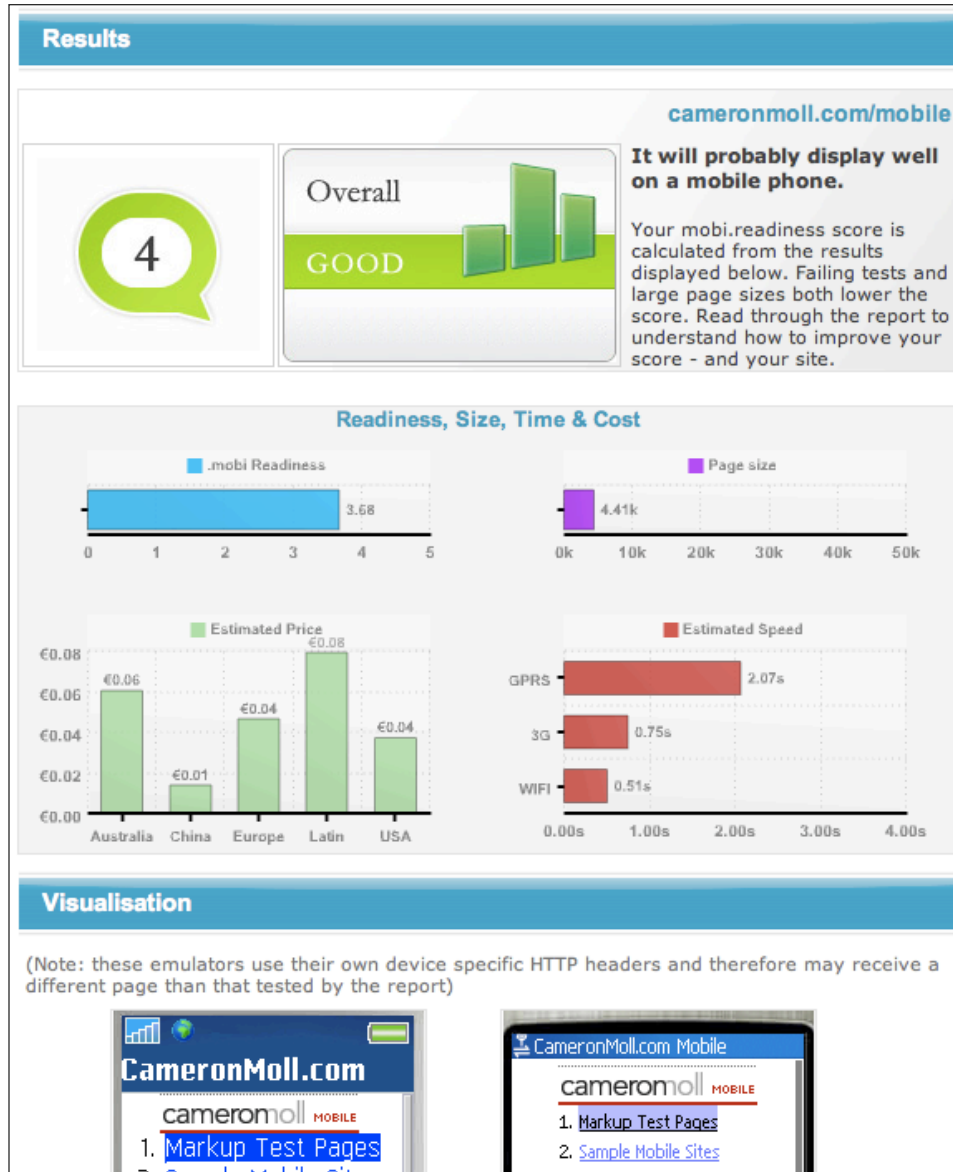 Results
cameronmoll.com/mobile
4
Overall
GOOD
It will probably display well
on a mobile phone.
Your mobi.readiness score is
calculated from the results
displayed below. Failing tests and
large page sizes both lower the
score. Read through the report to
understand how to improve your
score - and your site.
Readiness, Size, Time & Cost
.mobi Readiness
3.68
0 1 2 3 4 5
Page size
4.41k
0k 10k 20k 30k 40k 50k
Estimated Price
€0.08
€0.06
€0.04
€0.02
€0.00
€0.06
€0.01
€0.04
€0.08
€0.04
Australia China Europe Latin USA
Estimated Speed
GPRS 2.07s
3G 0.75s
WIFI 0.51s
0.00s 1.00s 2.00s 3.00s 4.00s
Visualisation
(Note: these emulators use their own device specific HTTP headers and therefore may receive a
different page than that tested by the report)
CameronMoll.com
cameronmoll MOBILE
1. Markup Test Pages
2. Sample Mobile Sites
CameronMoll.com Mobile
cameronmoll MOBILE
1. Markup Test Pages
2. Sample Mobile Sites